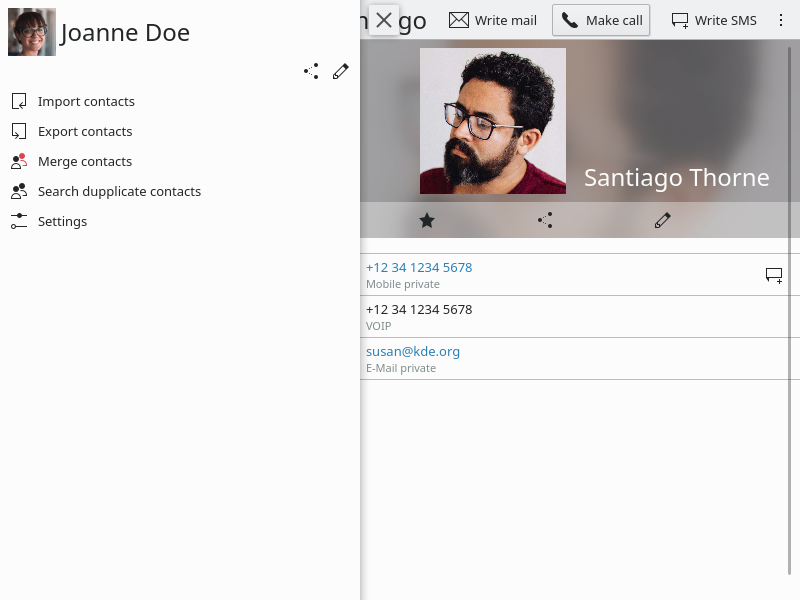 Joanne Doe
Import contacts
Export contacts
Merge contacts
Search dupplicate contacts
Settings
Write mail
Make call
Write SMS
Santiago Thorne
+12 34 1234 5678
Mobile private
+12 34 1234 5678
VOIP
susan@kde.org
E-Mail private